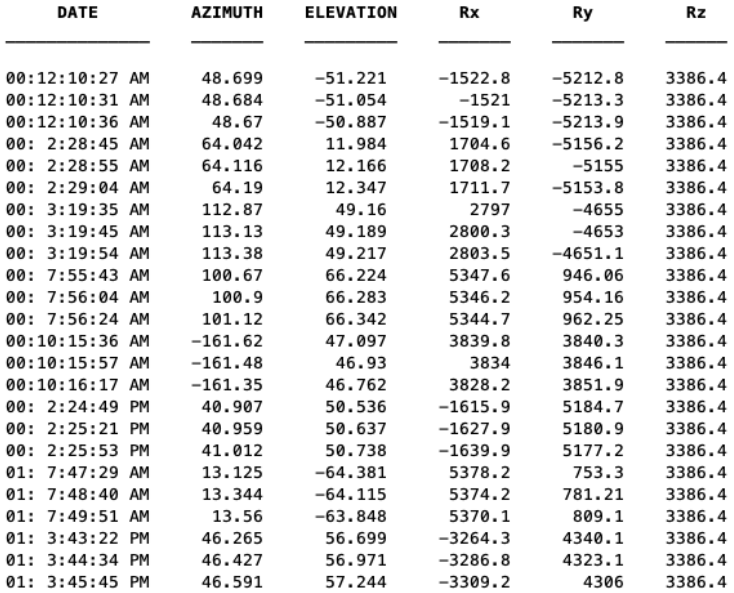 DATE AZIMUTH ELEVATION Rx Ry Rz
00:12:10:27 AM 48.699 -51.221 -1522.8 -5212.8 3386.4
00:12:10:31 AM 48.684 -51.054 -1521 -5213.3 3386.4
00:12:10:36 AM 48.67 -50.887 -1519.1 -5213.9 3386.4
00: 2:28:45 AM 64.042 11.984 1704.6 -5156.2 3386.4
00: 2:28:55 AM 64.116 12.166 1708.2 -5155 3386.4
00: 2:29:04 AM 64.19 12.347 1711.7 -5153.8 3386.4
00: 3:19:35 AM 112.87 49.16 2797 -4655 3386.4
00: 3:19:45 AM 113.13 49.189 2800.3 -4653 3386.4
00: 3:19:54 AM 113.38 49.217 2803.5 -4651.1 3386.4
00: 7:55:43 AM 100.67 66.224 5347.6 946.06 3386.4
00: 7:56:04 AM 100.9 66.283 5346.2 954.16 3386.4
00: 7:56:24 AM 101.12 66.342 5344.7 962.25 3386.4
00:10:15:36 AM -161.62 47.097 3839.8 3840.3 3386.4
00:10:15:57 AM -161.48 46.93 3834 3846.1 3386.4
00:10:16:17 AM -161.35 46.762 3828.2 3851.9 3386.4
00: 2:24:49 PM 40.907 50.536 -1615.9 5184.7 3386.4
00: 2:25:21 PM 40.959 50.637 -1627.9 5180.9 3386.4
00: 2:25:53 PM 41.012 50.738 -1639.9 5177.2 3386.4
01: 7:47:29 AM 13.125 -64.381 5378.2 753.3 3386.4
01: 7:48:40 AM 13.344 -64.115 5374.2 781.21 3386.4
01: 7:49:51 AM 13.56 -63.848 5370.1 809.1 3386.4
01: 3:43:22 PM 46.265 56.699 -3264.3 4340.1 3386.4
01: 3:44:34 PM 46.427 56.971 -3286.8 4323.1 3386.4
01: 3:45:45 PM 46.591 57.244 -3309.2 4306 3386.4